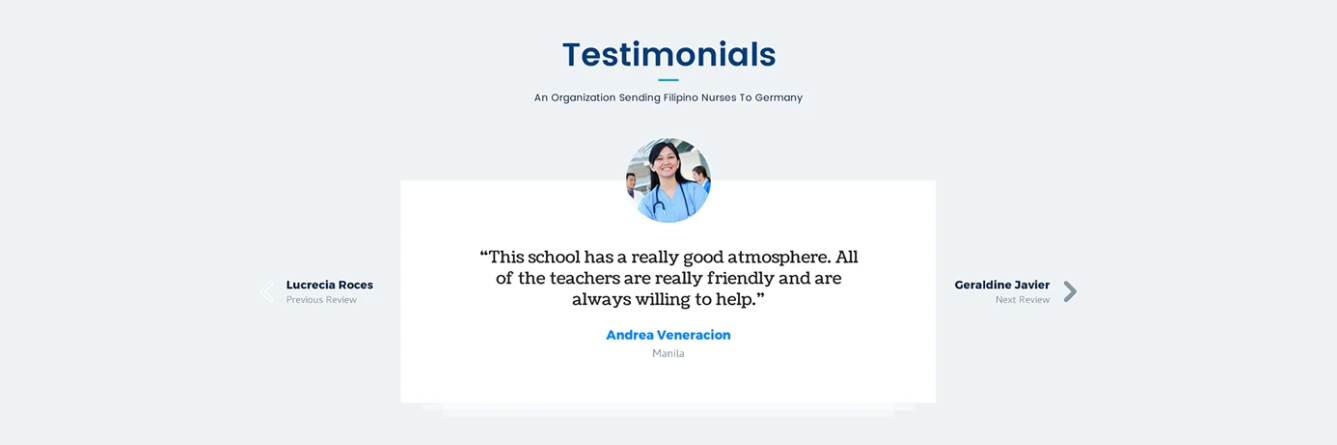 Testimonials
An Organization Sending Filipino Nurses To Germany
“This school has a really good atmosphere. All
of the teachers are really friendly and are
always willing to help.”
Andrea Veneracion
Manila
Lucrecia Roces
Previous Review
Geraldine Javier
Next Review